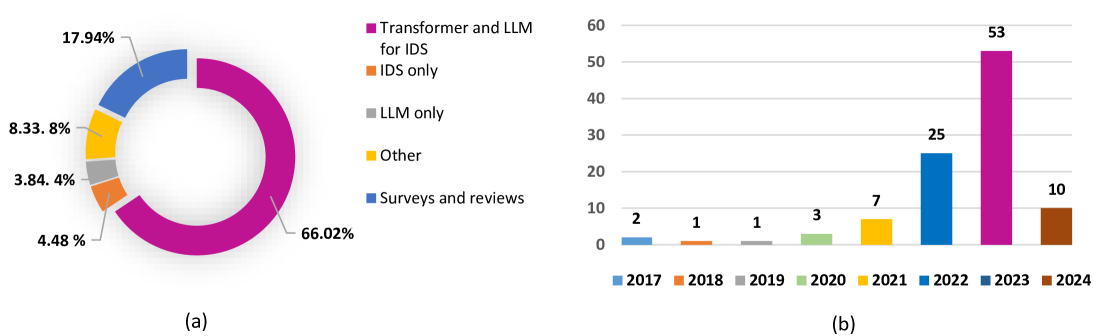 17.94%
8.33. 8%
3.84. 4%
4.48 %
66.02%
Transformer and LLM
for IDS
IDS only
LLM only
Other
Surveys and reviews
(a)
60
50
40
30
20
10
0
2
1
1
3
7
25
53
10
2017 2018 2019 2020 2021 2022 2023 2024
(b)